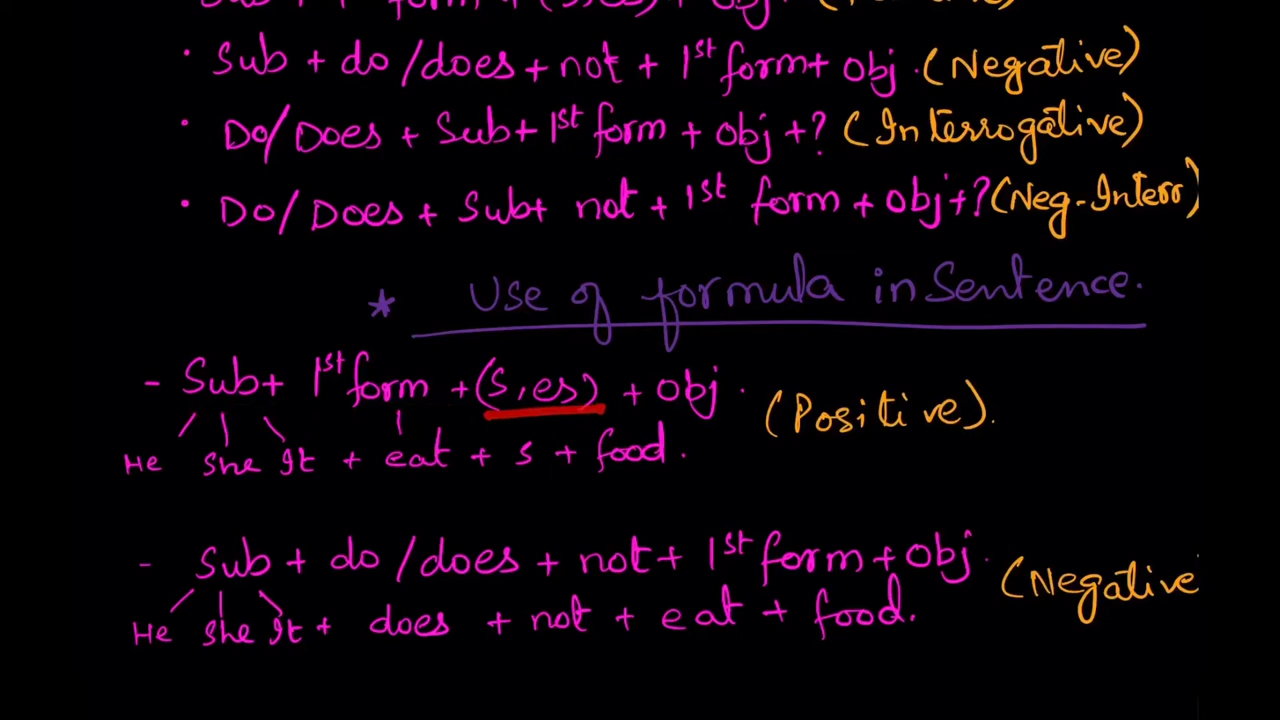 · Sub + do/does + not + 1st form + obj. (Negative)
· Do/Does + Sub + 1st form + obj + ? (Interrogative)
· Do/Does + Sub + not + 1st form + obj + ? (Neg-Interr)
* Use of formula in Sentence.
- Sub + 1st form + (s, es) + obj. (Positive).
He She It + eat + s + food.
- Sub + do/does + not + 1st form + obj. (Negative
He She It + does + not + eat + food.